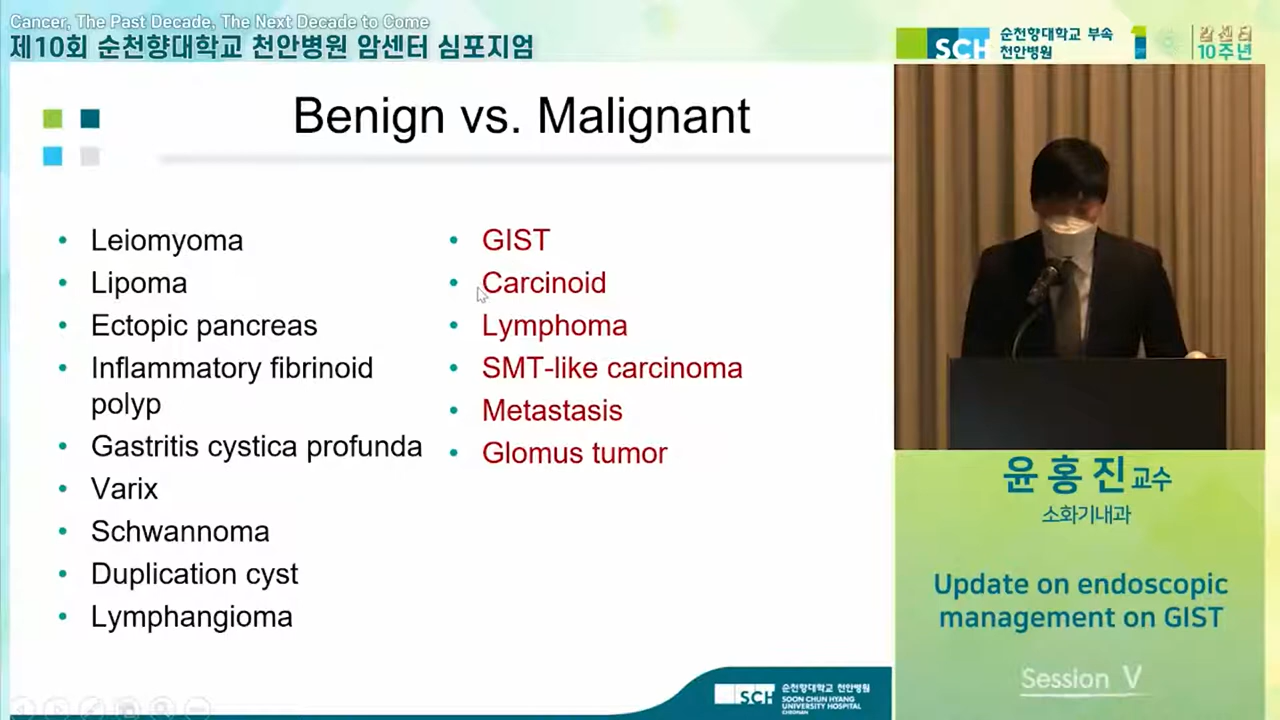 Cancer, The Past Decade, The Next Decade to Come
제10회 순천향대학교 천안병원 암센터 심포지엄
SCH
순천향대학교 부속
천안병원
암센터
10주년
Benign vs. Malignant
Leiomyoma
Lipoma
Ectopic pancreas
Inflammatory fibrinoid
polyp
Gastritis cystica profunda
Varix
Schwannoma
Duplication cyst
Lymphangioma
GIST
Carcinoid
Lymphoma
SMT-like carcinoma
Metastasis
Glomus tumor
윤홍진 교수
소화기내과
Update on endoscopic
management on GIST
Session V
SCH
순천향대학교 천안병원
SOON CHUN HYANG
UNIVERSITY HOSPITAL
CHEONAN